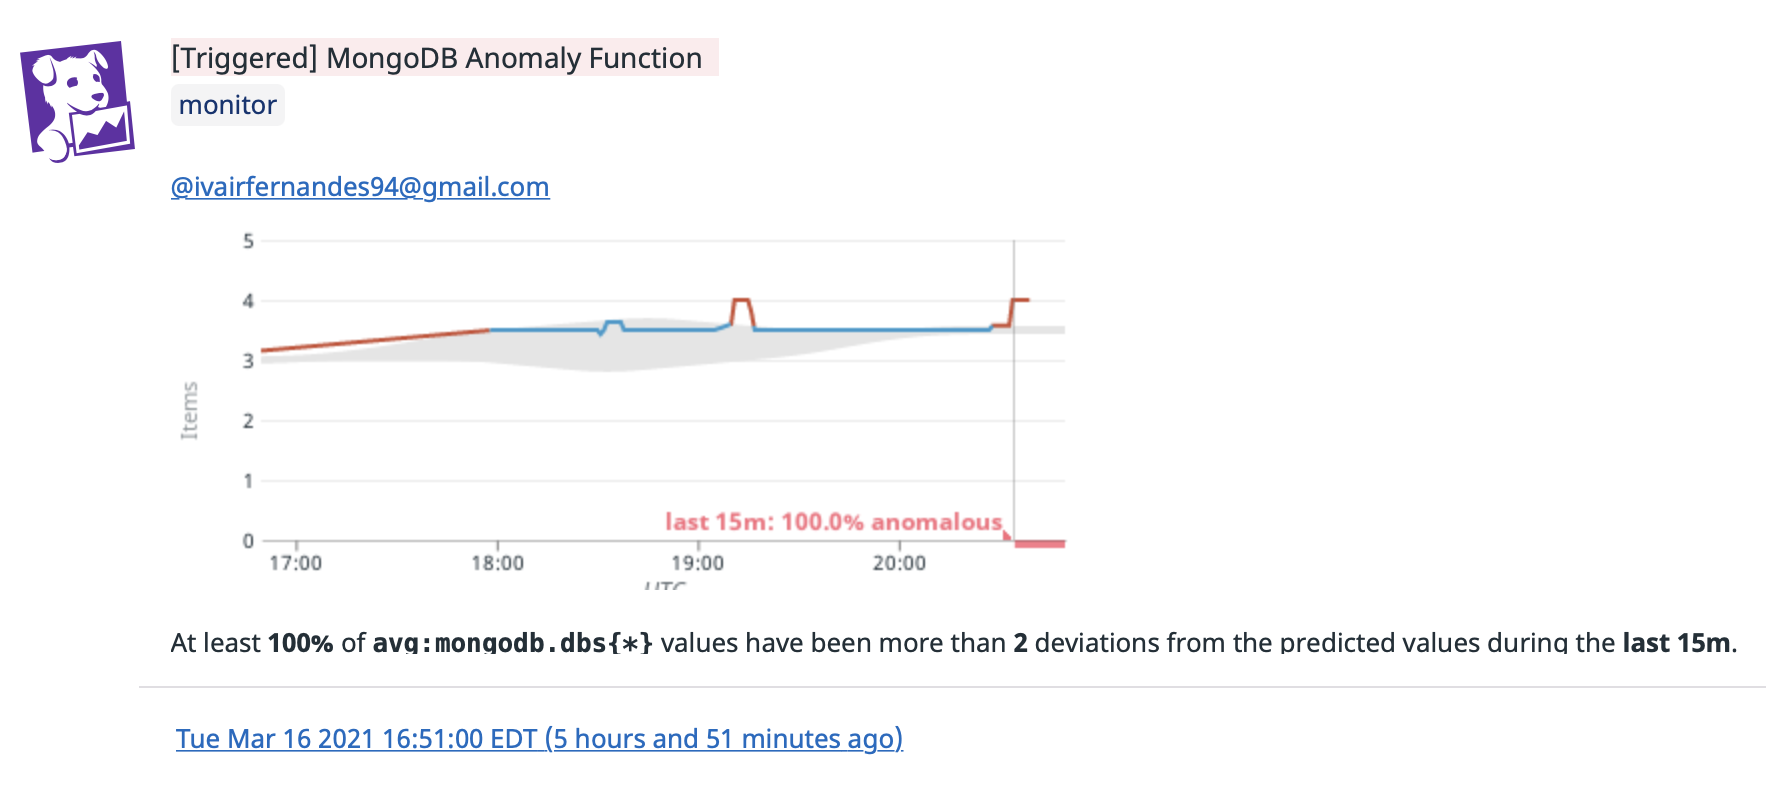 [Triggered] MongoDB Anomaly Function
monitor
@ivairfernandes94@gmail.com
5
4
3
2
1
0
Items
last 15m: 100.0% anomalous
17:00 18:00 19:00 20:00
UTC
At least 100% of avg:mongodb.dbs{*} values have been more than 2 deviations from the predicted values during the last 15m.
Tue Mar 16 2021 16:51:00 EDT (5 hours and 51 minutes ago)